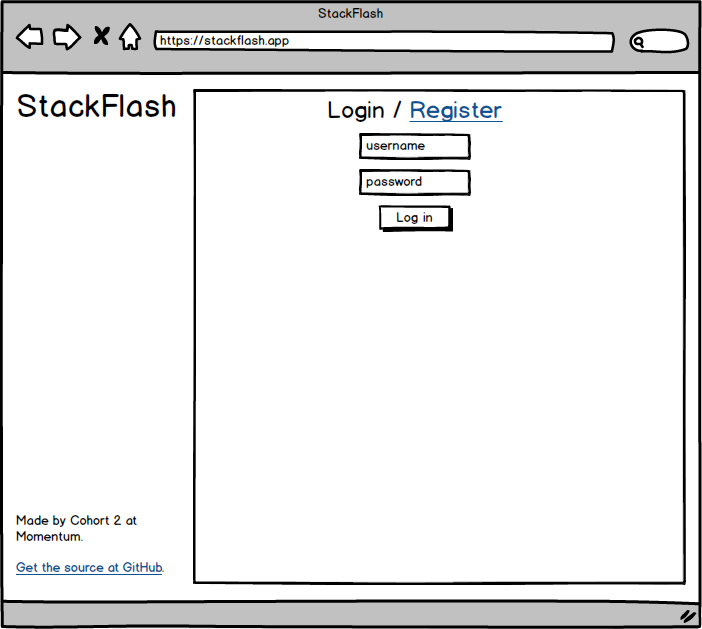 StackFlash
https://stackflash.app
StackFlash
Login / Register
username
password
Log in
Made by Cohort 2 at
Momentum.
Get the source at GitHub.